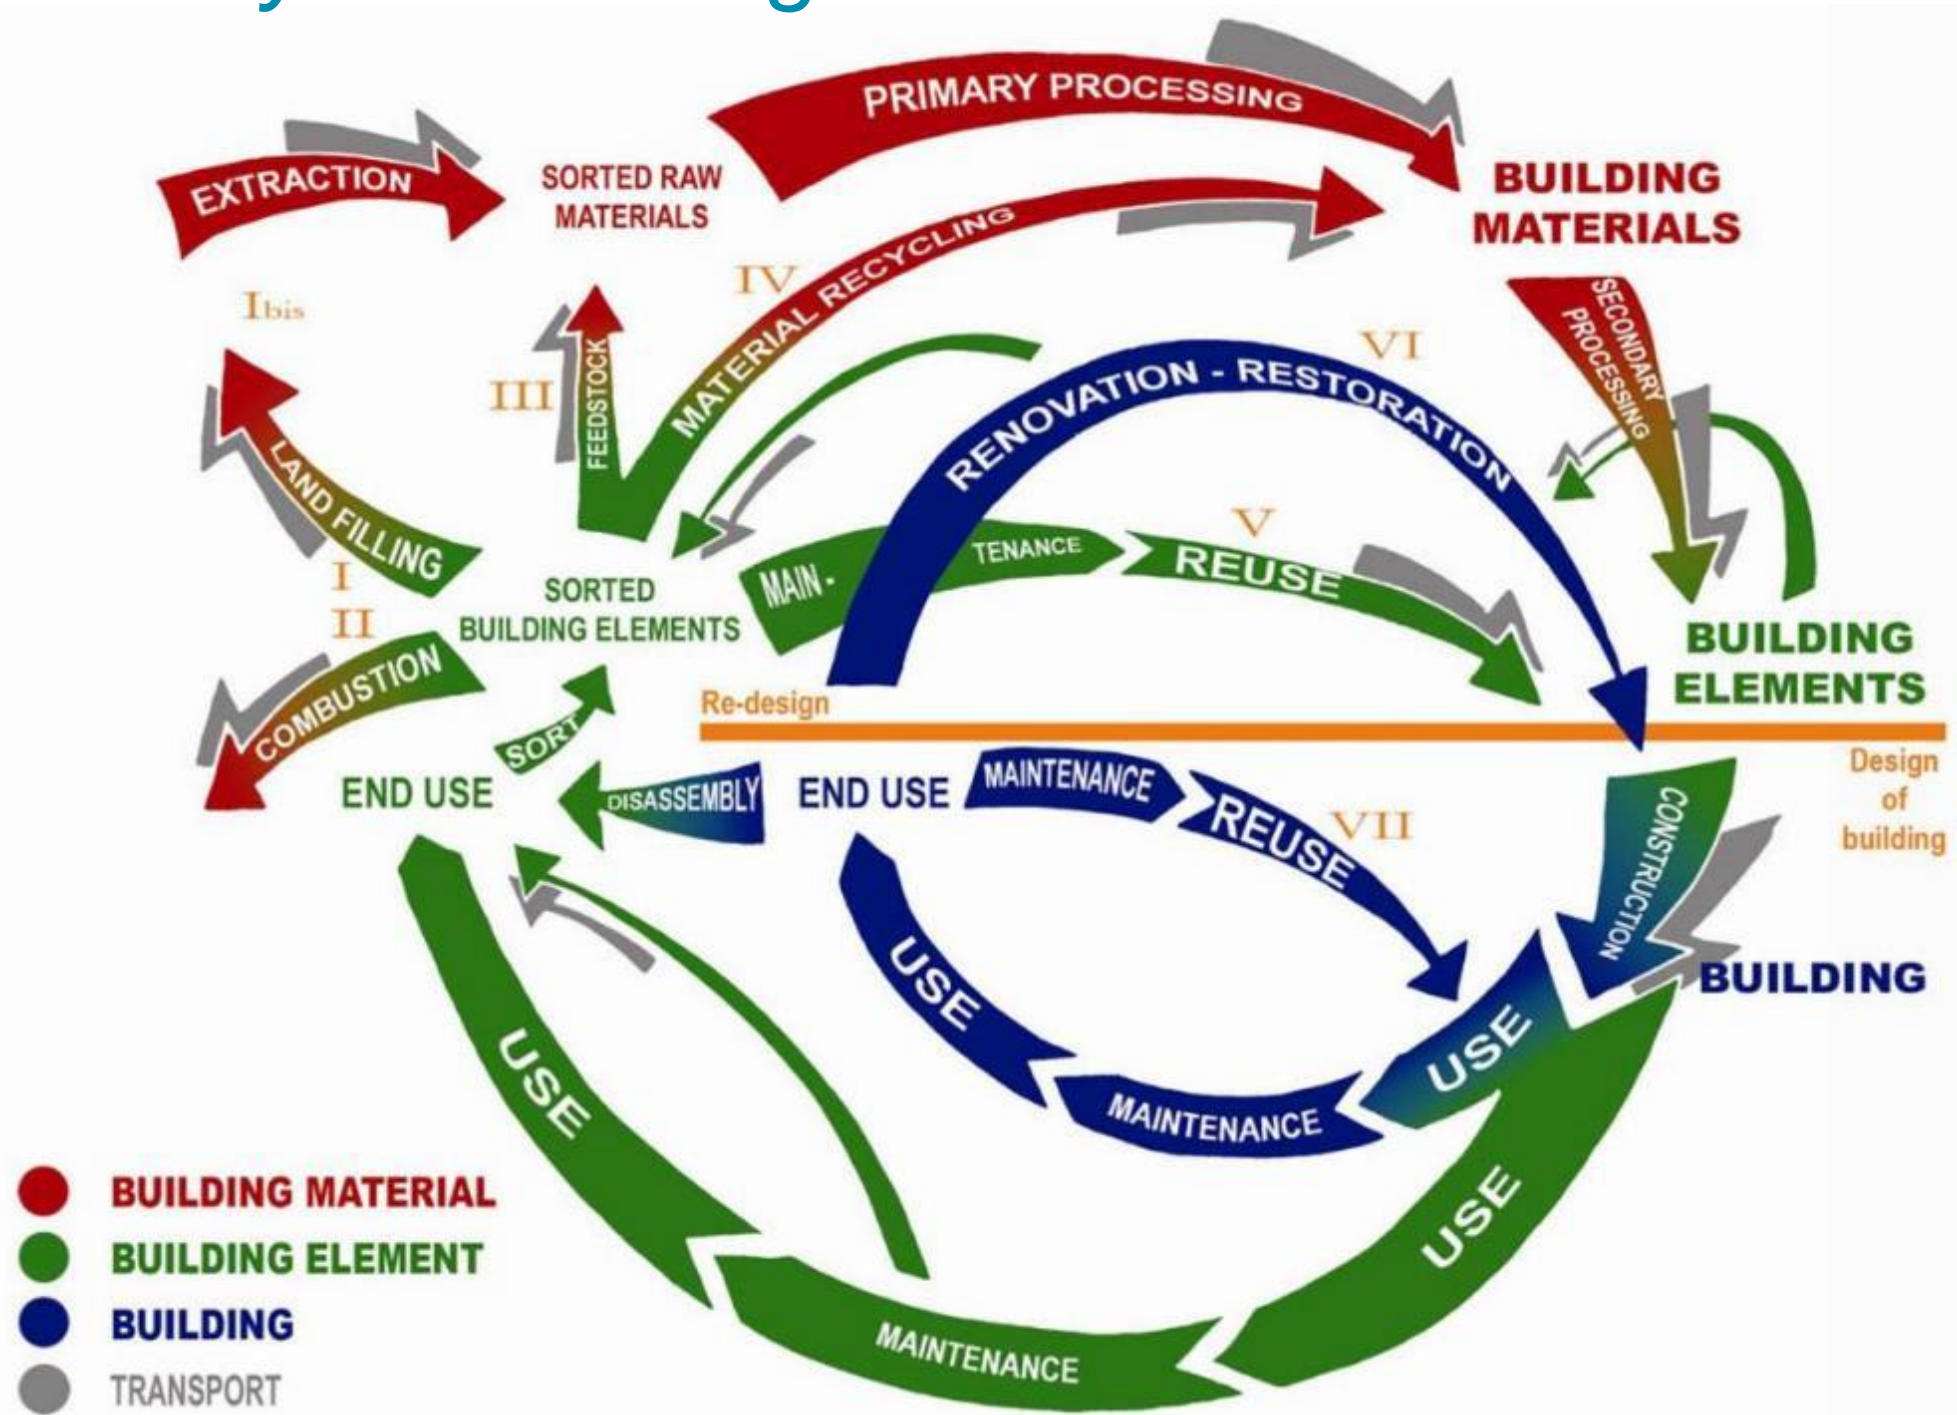 PRIMARY PROCESSING
EXTRACTION
SORTED RAW
MATERIALS
BUILDING
MATERIALS
MATERIAL RECYCLING
IV
Ibis
SECONDARY
PROCESSING
III
FEEDSTOCK
VI
RENOVATION - RESTORATION
LAND FILLING
V
MAIN-
TENANCE
REUSE
I
II
SORTED
BUILDING ELEMENTS
BUILDING
ELEMENTS
COMBUSTION
SORT
Re-design
Design
of
building
END USE
DISASSEMBLY
END USE
MAINTENANCE
REUSE
VII
CONSTRUCTION
BUILDING
USE
USE
MAINTENANCE
USE
USE
MAINTENANCE
USE
BUILDING MATERIAL
BUILDING ELEMENT
BUILDING
TRANSPORT